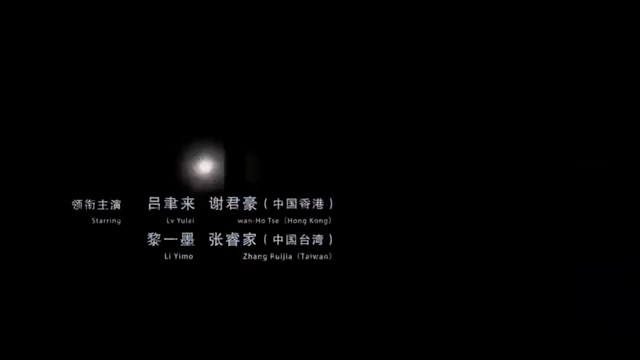 领衔主演 吕聿来 谢君豪（中国香港）
Starring Lv Yulai wan-Ho Tse（Hong Kong）
黎一墨 张睿家（中国台湾）
Li Yimo Zhang Ruijia（Taiwan）